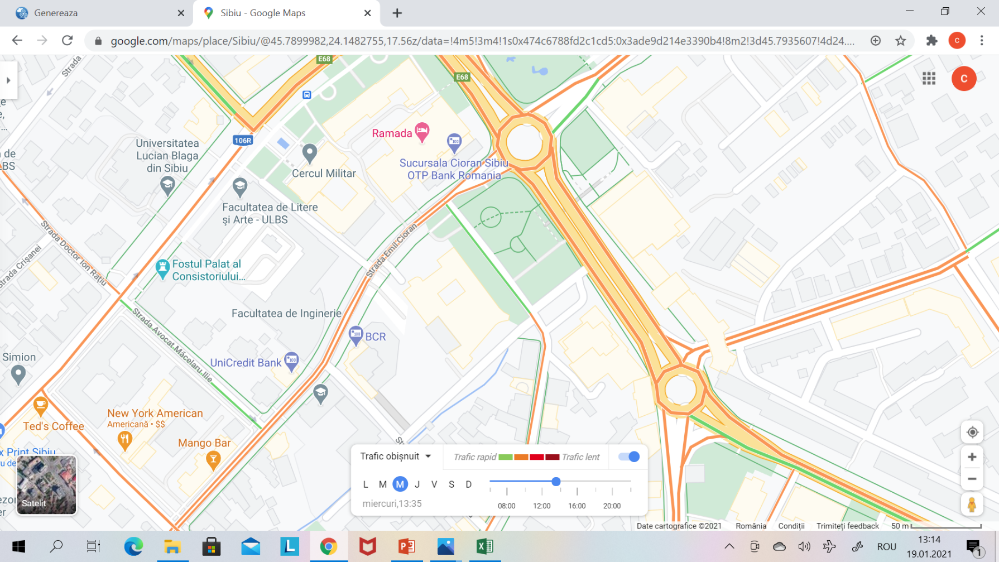 Genereaza
Sibiu - Google Maps
google.com/maps/place/Sibiu/@45.7899982,24.1482755,17.56z/data=!4m5!3m4!1s0x474c6788fd2c1cd5:0x3ade9d214e3390b4!8m2!3d45.7935607!4d24....
C
C
E68
E68
Strada
106R
Universitatea
Lucian Blaga
din Sibiu
Cercul Militar
Ramada
Sucursala Cioran Sibiu
OTP Bank Romania
Facultatea de Litere
și Arte - ULBS
Strada Doctor Ion Rațiu
Strada Crișanei
Strada Emil Cioran
Fostul Palat al
Consistoriului...
Facultatea de Inginerie
BCR
UniCredit Bank
Strada Avocat Măcelaru Ilie
Simion
Ted's Coffee
New York American
Americană • $$
Mango Bar
x Print Sibiu
Satelit
Trafic obișnuit
Trafic rapid
Trafic lent
L M M J V S D
miercuri,13:35
08:00 12:00 16:00 20:00
Date cartografice ©2021
România
Condiții
Trimiteți feedback
50 m
ROU
13:14
19.01.2021
1